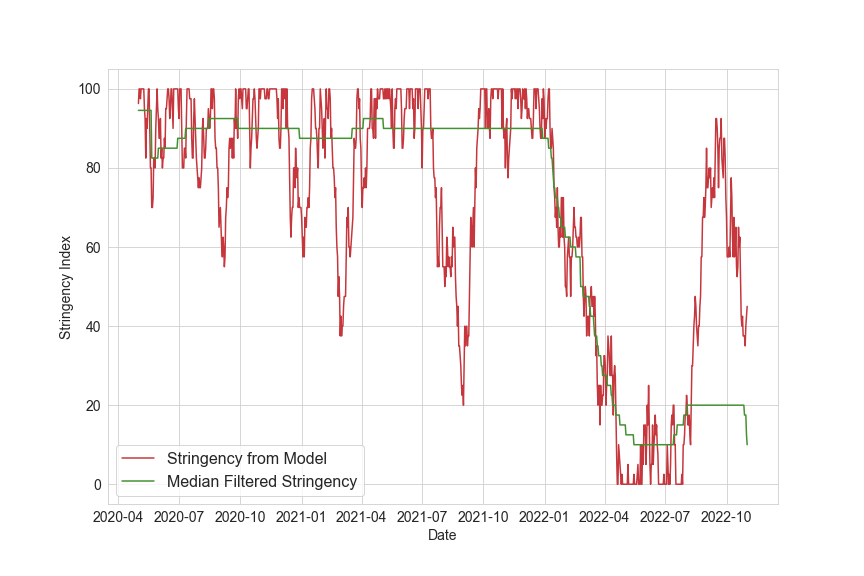 100
80
60
40
20
0
Stringency Index
Stringency from Model
Median Filtered Stringency
2020-04 2020-07 2020-10 2021-01 2021-04 2021-07 2021-10 2022-01 2022-04 2022-07 2022-10
Date